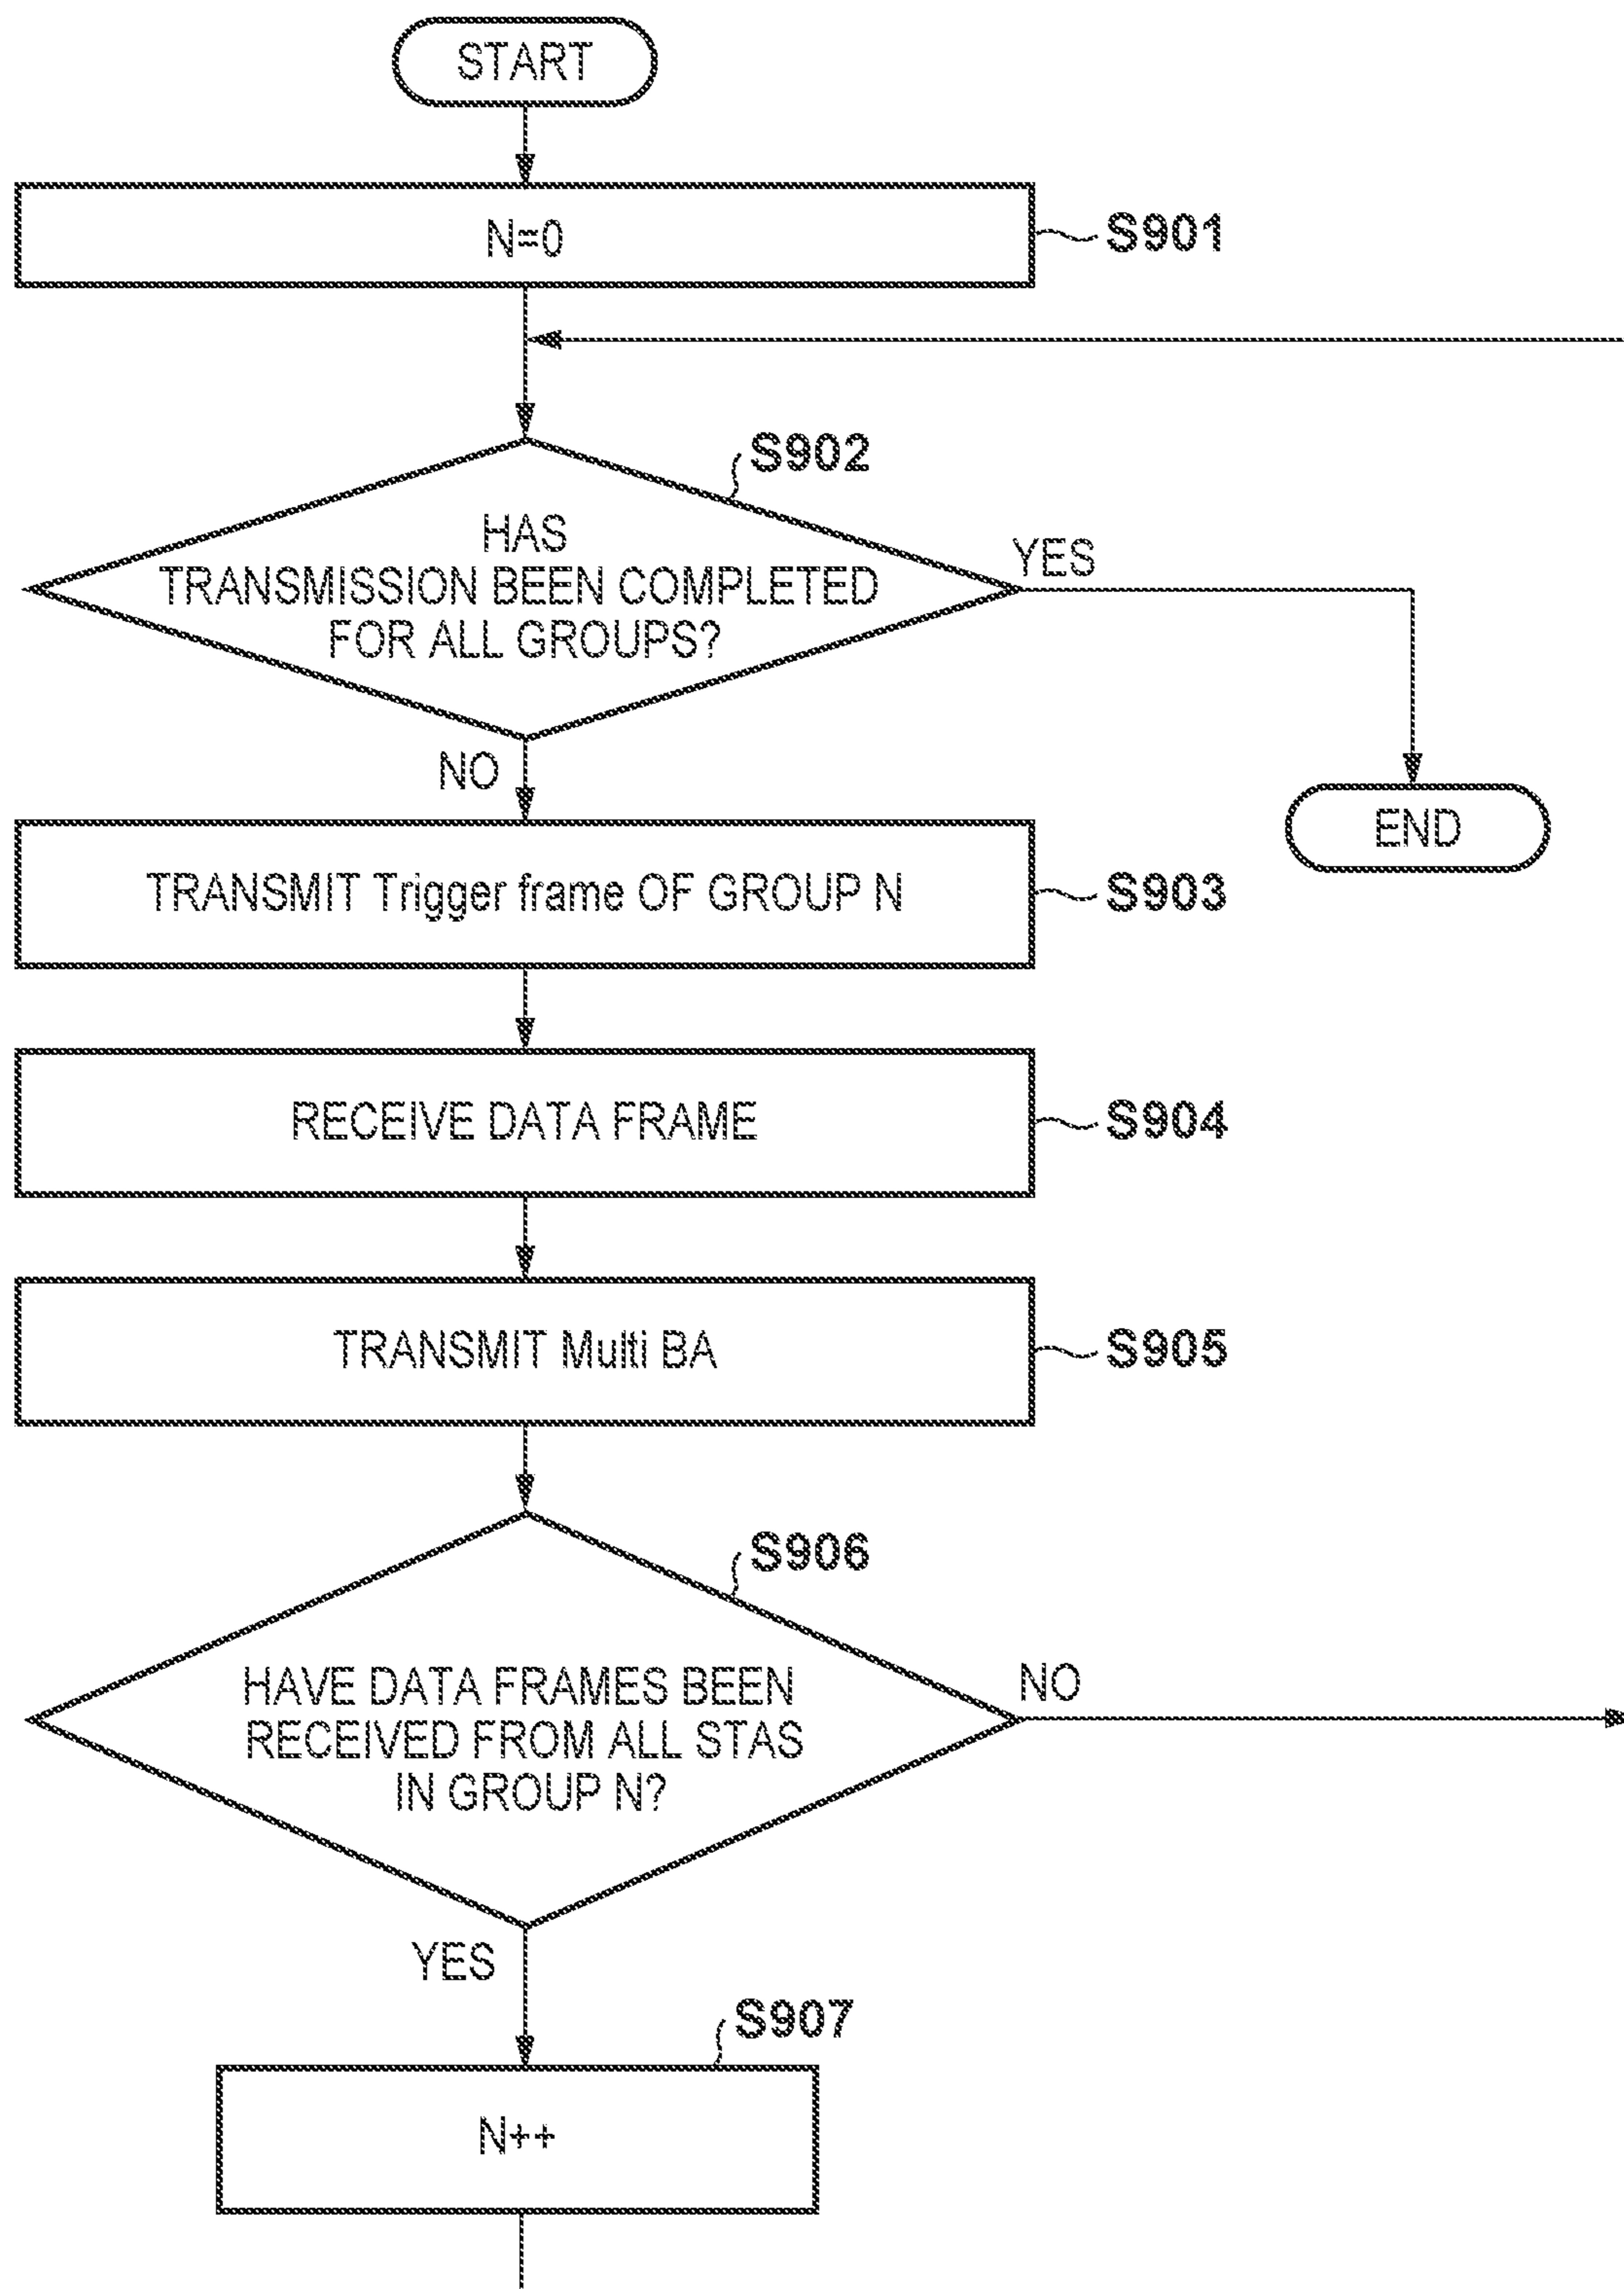 START
N=0
S901
S902
HAS
TRANSMISSION BEEN COMPLETED
FOR ALL GROUPS?
YES
NO
END
TRANSMIT Trigger frame OF GROUP N
S903
RECEIVE DATA FRAME
S904
TRANSMIT Multi BA
S905
S906
HAVE DATA FRAMES BEEN
RECEIVED FROM ALL STAS
IN GROUP N?
NO
YES
S907
N++